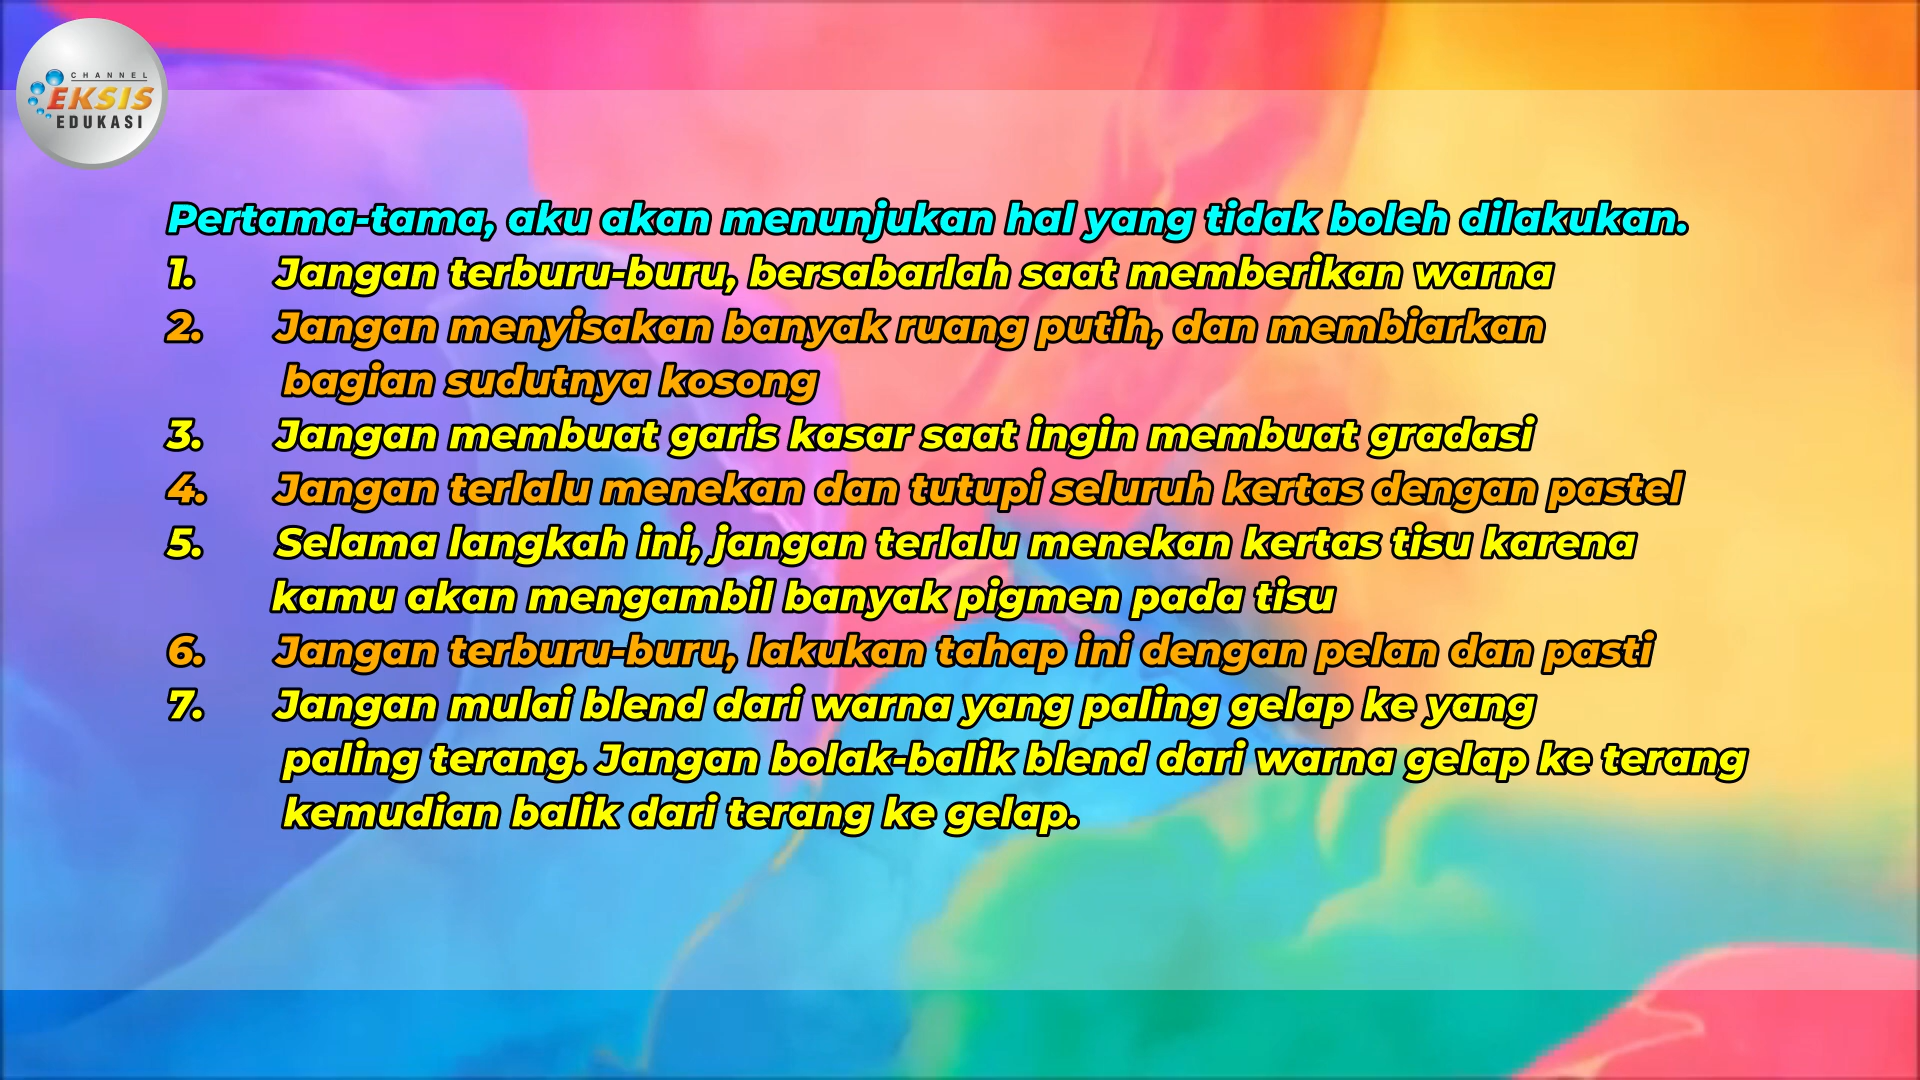 CHANNEL
EKSIS
EDUKASI
Pertama-tama, aku akan menunjukan hal yang tidak boleh dilakukan.
1. Jangan terburu-buru, bersabarlah saat memberikan warna
2. Jangan menyisakan banyak ruang putih, dan membiarkan
bagian sudutnya kosong
3. Jangan membuat garis kasar saat ingin membuat gradasi
4. Jangan terlalu menekan dan tutupi seluruh kertas dengan pastel
5. Selama langkah ini, jangan terlalu menekan kertas tisu karena
kamu akan mengambil banyak pigmen pada tisu
6. Jangan terburu-buru, lakukan tahap ini dengan pelan dan pasti
7. Jangan mulai blend dari warna yang paling gelap ke yang
paling terang. Jangan bolak-balik blend dari warna gelap ke terang
kemudian balik dari terang ke gelap.